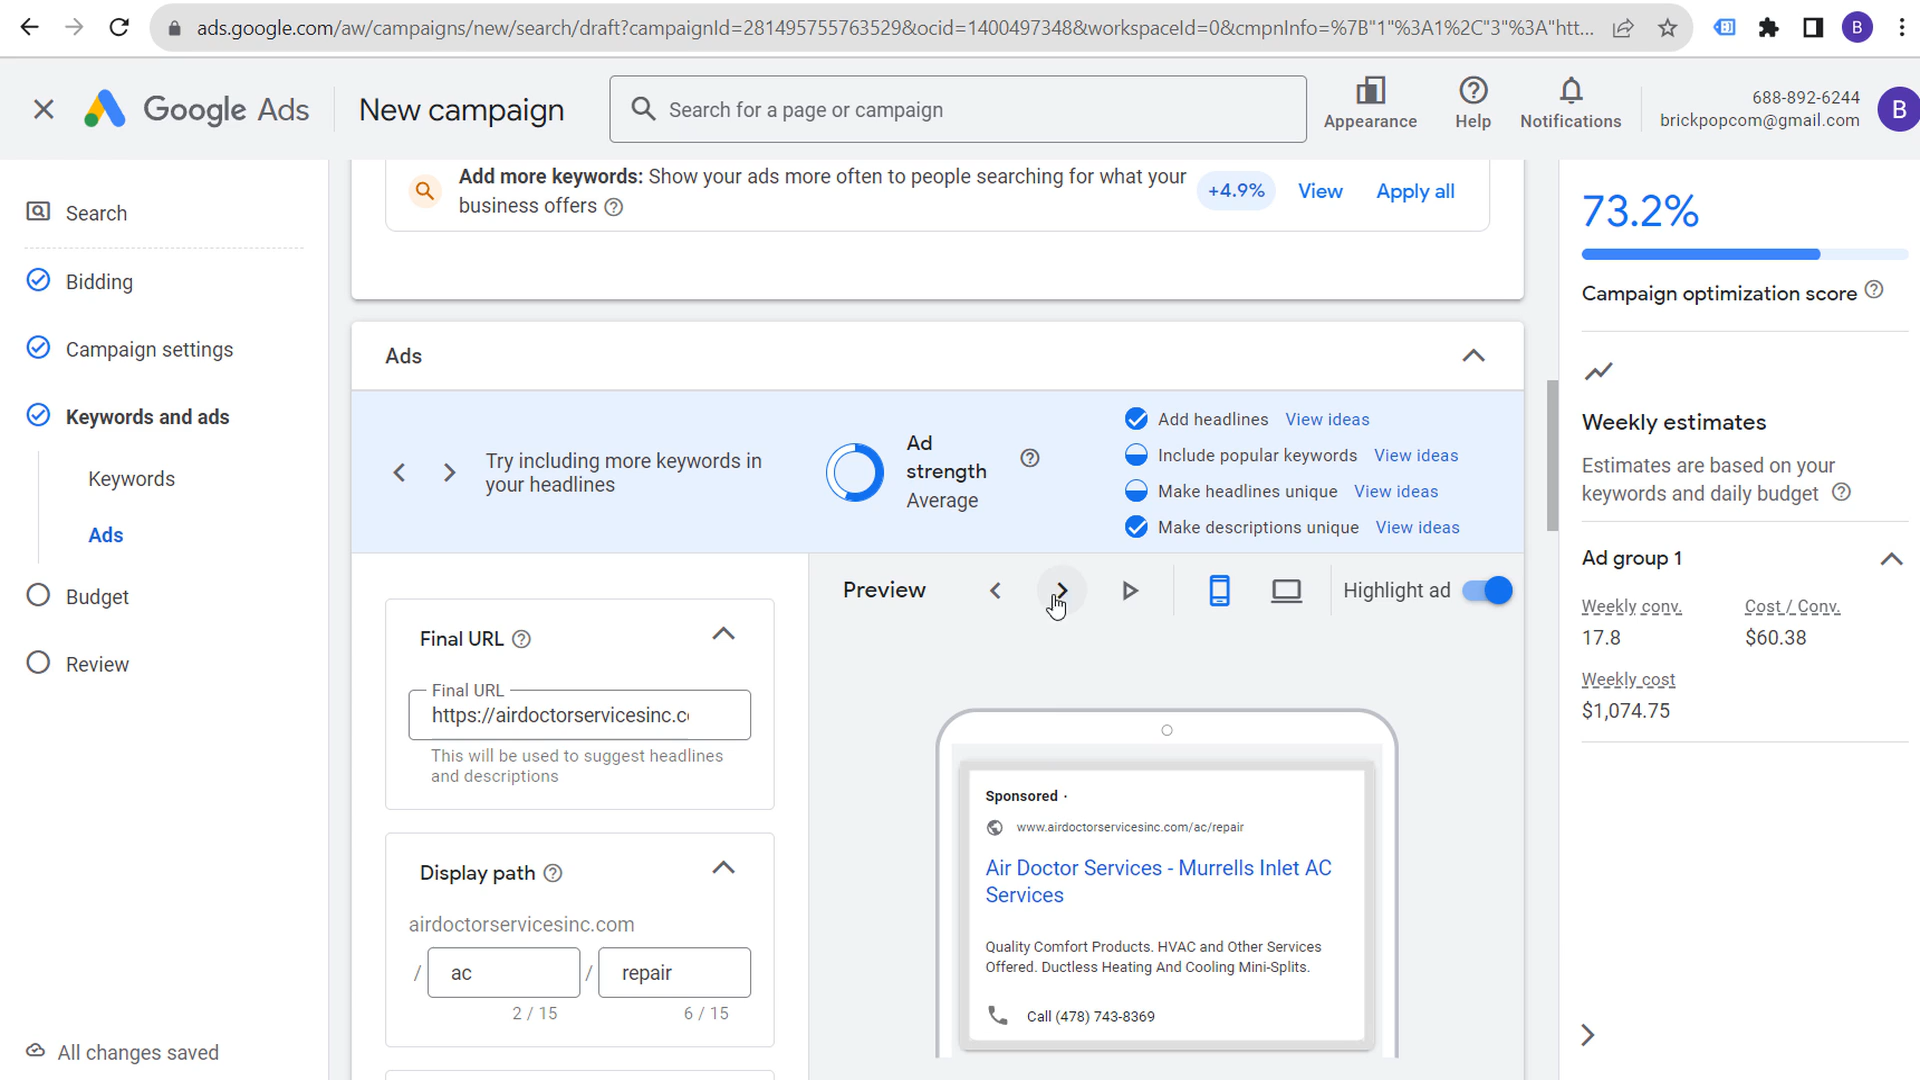 ads.google.com/aw/campaigns/new/search/draft?campaignId=281495755763529&ocid=1400497348&workspaceId=0&cmpnInfo=%7B"1"%3A1%2C"3"%3A"htt...
B
Google Ads
New campaign
Search for a page or campaign
Appearance
Help
Notifications
688-892-6244
brickpopcom@gmail.com
B
Search
Bidding
Campaign settings
Keywords and ads
Keywords
Ads
Budget
Review
All changes saved
Add more keywords: Show your ads more often to people searching for what your
business offers
+4.9%
View
Apply all
Ads
Try including more keywords in
your headlines
Ad
strength
Average
Add headlines View ideas
Include popular keywords View ideas
Make headlines unique View ideas
Make descriptions unique View ideas
Final URL
Final URL
https://airdoctorservicesinc.c
This will be used to suggest headlines
and descriptions
Display path
airdoctorservicesinc.com
/ ac / repair
2 / 15
6 / 15
Preview
Highlight ad
Sponsored ·
www.airdoctorservicesinc.com/ac/repair
Air Doctor Services - Murrells Inlet AC
Services
Quality Comfort Products. HVAC and Other Services
Offered. Ductless Heating And Cooling Mini-Splits.
Call (478) 743-8369
73.2%
Campaign optimization score
Weekly estimates
Estimates are based on your
keywords and daily budget
Ad group 1
Weekly conv.
Cost / Conv.
17.8
$60.38
Weekly cost
$1,074.75